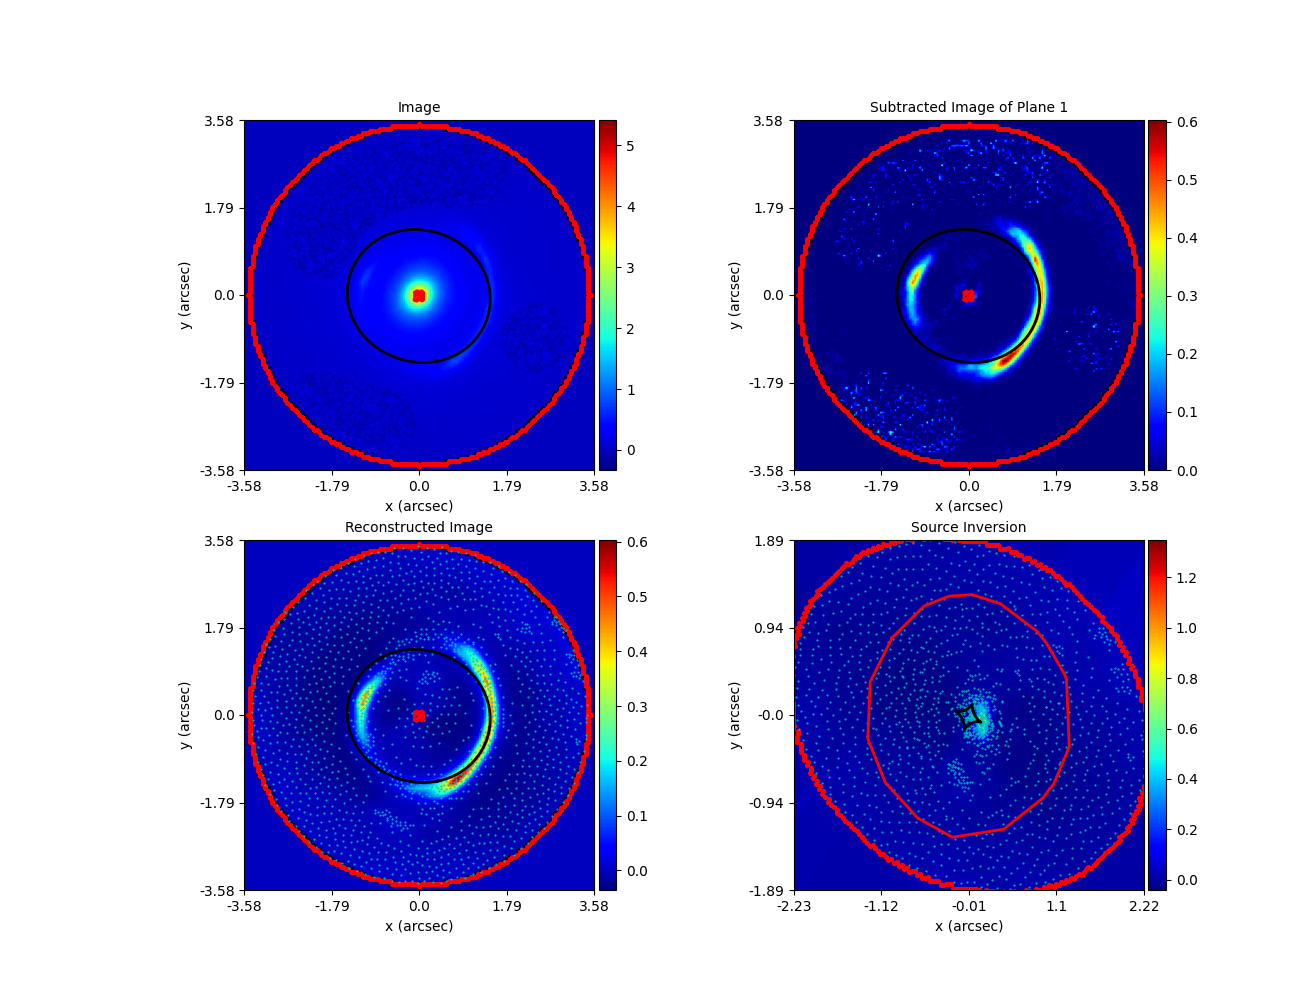 Image
3.58
1.79
0.0
-1.79
-3.58
y (arcsec)
-3.58 -1.79 0.0 1.79 3.58
x (arcsec)
5
4
3
2
1
0
Subtracted Image of Plane 1
3.58
1.79
0.0
-1.79
-3.58
y (arcsec)
-3.58 -1.79 0.0 1.79 3.58
x (arcsec)
0.6
0.5
0.4
0.3
0.2
0.1
0.0
Reconstructed Image
3.58
1.79
0.0
-1.79
-3.58
y (arcsec)
-3.58 -1.79 0.0 1.79 3.58
x (arcsec)
0.6
0.5
0.4
0.3
0.2
0.1
0.0
Source Inversion
1.89
0.94
-0.0
-0.94
-1.89
y (arcsec)
-2.23 -1.12 -0.01 1.1 2.22
x (arcsec)
1.2
1.0
0.8
0.6
0.4
0.2
0.0